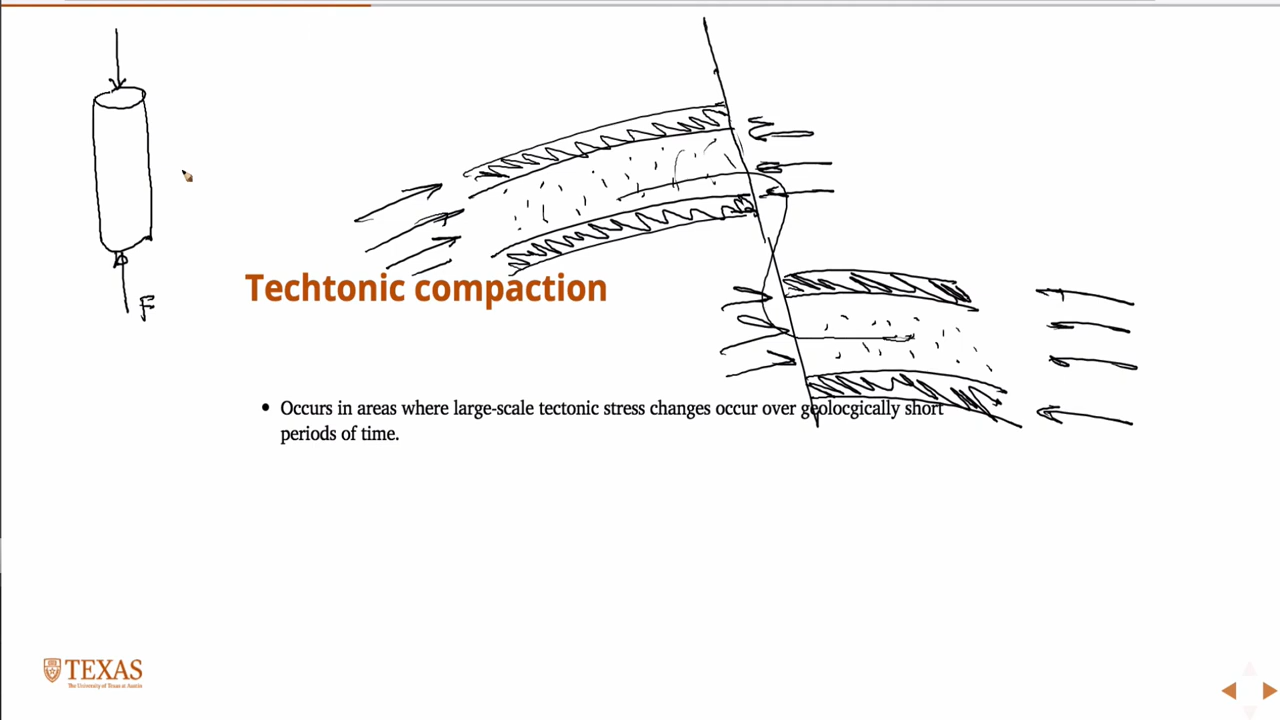 F
Techtonic compaction
Occurs in areas where large-scale tectonic stress changes occur over geolocgically short
periods of time.
TEXAS
The University of Texas at Austin